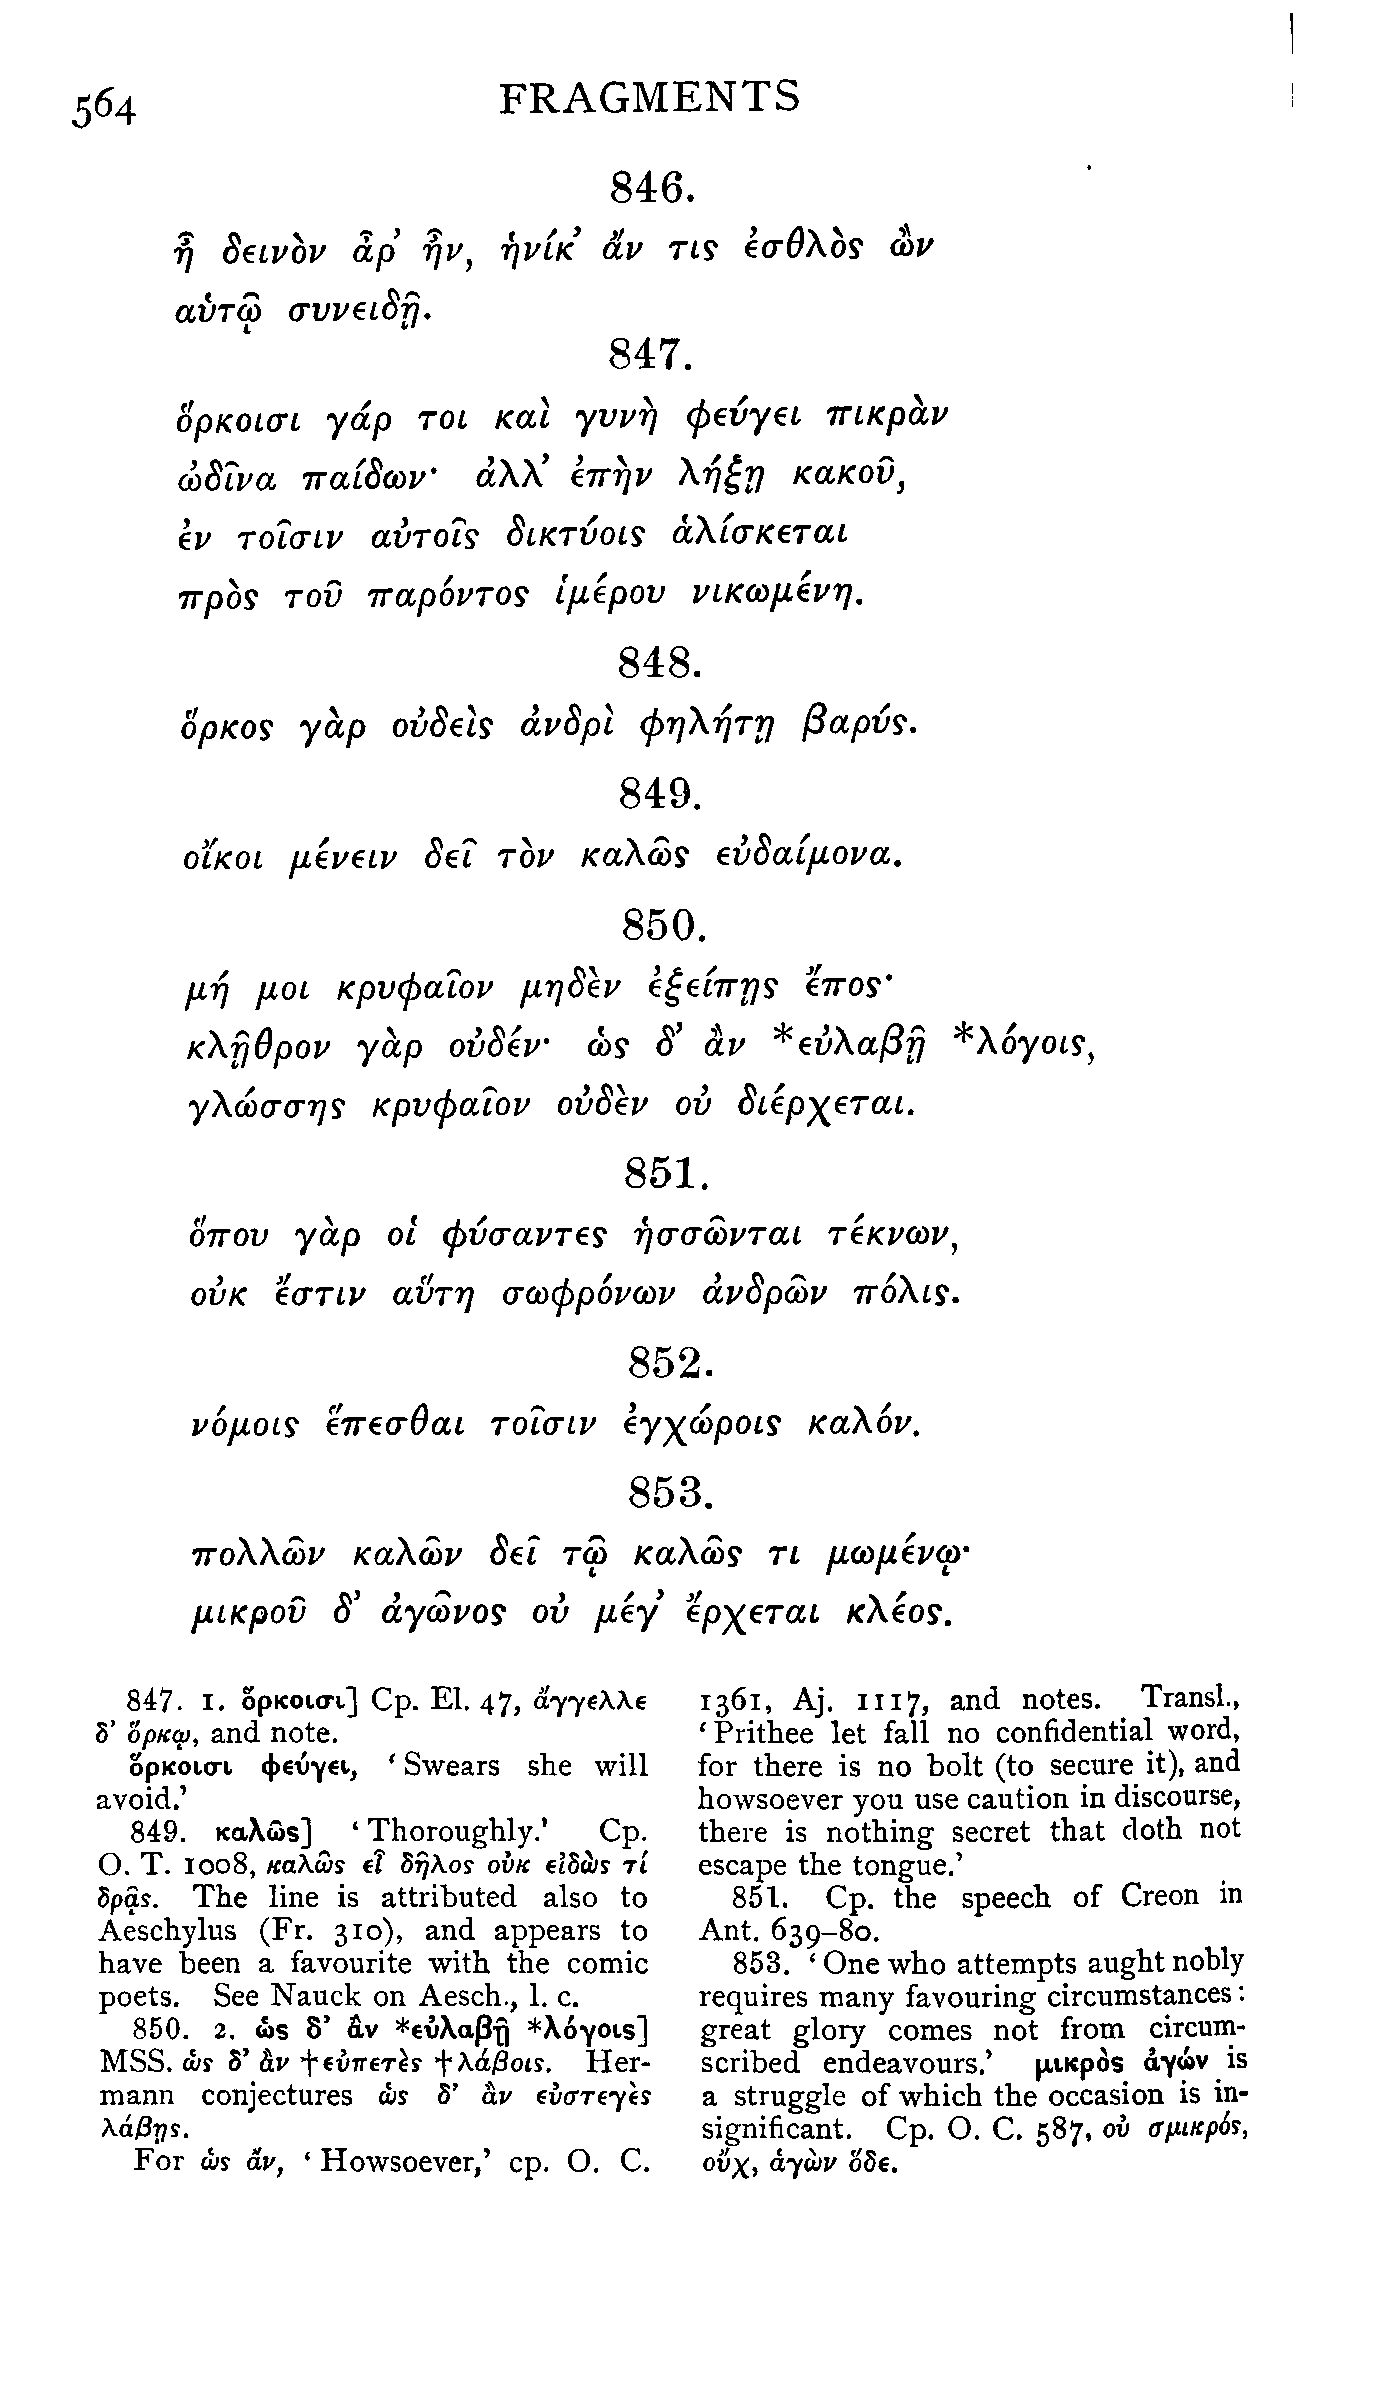 564
FRAGMENTS
846.
ἦ δεινὸν ἆρ’ ἦν, ἡνίκ’ ἄν τις ἐσθλὸς ὢν
αὑτῷ συνειδῇ.
847.
ὅρκοισι γάρ τοι καὶ γυνὴ φεύγει πικρὰν
ὠδῖνα παίδων· ἀλλ’ ἐπὴν λήξῃ κακοῦ,
ἐν τοῖσιν αὐτοῖς δικτύοις ἁλίσκεται
πρὸς τοῦ παρόντος ἱμέρου νικωμένη.
848.
ὅρκος γὰρ οὐδεὶς ἀνδρὶ φηλήτῃ βαρύς.
849.
οἴκοι μένειν δεῖ τὸν καλῶς εὐδαίμονα.
850.
μή μοι κρυφαῖον μηδὲν ἐξείπῃς ἔπος·
κλῇθρον γὰρ οὐδέν· ὡς δ’ ἂν *εὐλαβῇ *λόγοις,
γλώσσης κρυφαῖον οὐδὲν οὐ διέρχεται.
851.
ὅπου γὰρ οἱ φύσαντες ἡσσῶνται τέκνων,
οὐκ ἔστιν αὕτη σωφρόνων ἀνδρῶν πόλις.
852.
νόμοις ἕπεσθαι τοῖσιν ἐγχώροις καλόν.
853.
πολλῶν καλῶν δεῖ τῷ καλῶς τι μωμένῳ·
μικροῦ δ’ ἀγῶνος οὐ μέγ’ ἔρχεται κλέος.
847. 1. ὅρκοισι] Cp. El. 47, ἄγγελλε
δ’ ὅρκῳ, and note.
ὅρκοισι φεύγει, ‘Swears she will
avoid.’
849. καλῶς] ‘Thoroughly.’ Cp.
O. T. 1008, καλῶς εἶ δῆλος οὐκ εἰδὼς τί
δρᾷς. The line is attributed also to
Aeschylus (Fr. 310), and appears to
have been a favourite with the comic
poets. See Nauck on Aesch., l. c.
850. 2. ὡς δ’ ἂν *εὐλαβῇ *λόγοις]
MSS. ὡς δ’ ἂν †εὐπετὲς †λάβοις. Her-
mann conjectures ὡς δ’ ἂν εὐστεγὲς
λάβῃς.
For ὡς ἄν, ‘Howsoever,’ cp. O. C.
1361, Aj. 1117, and notes. Transl.,
‘Prithee let fall no confidential word,
for there is no bolt (to secure it), and
howsoever you use caution in discourse,
there is nothing secret that doth not
escape the tongue.’
851. Cp. the speech of Creon in
Ant. 639–80.
853. ‘One who attempts aught nobly
requires many favouring circumstances:
great glory comes not from circum-
scribed endeavours.’ μικρὸς ἀγών is
a struggle of which the occasion is in-
significant. Cp. O. C. 587, οὐ σμικρός,
οὔχ, ἁγὼν ὅδε.